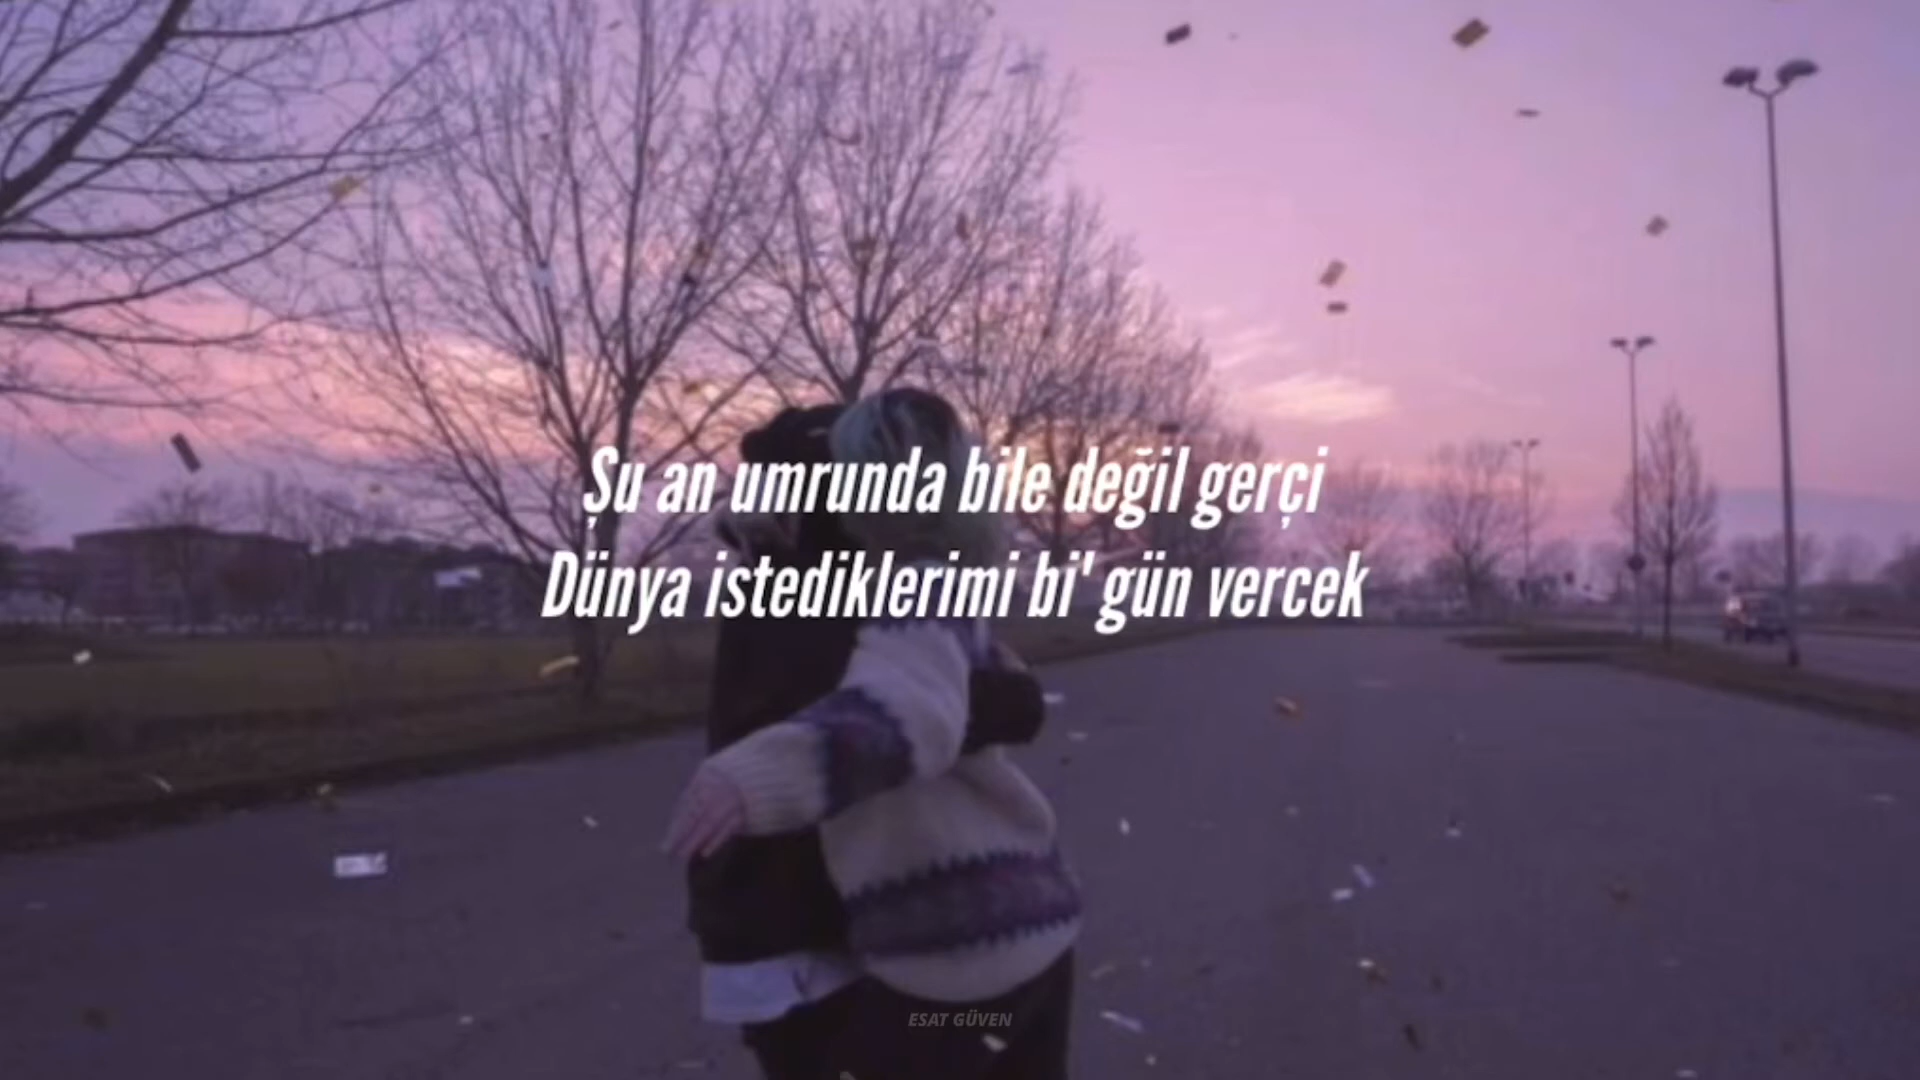 Şu an umrunda bile değil gerçi
Dünya istediklerimi bi' gün vercek
ESAT GÜVEN